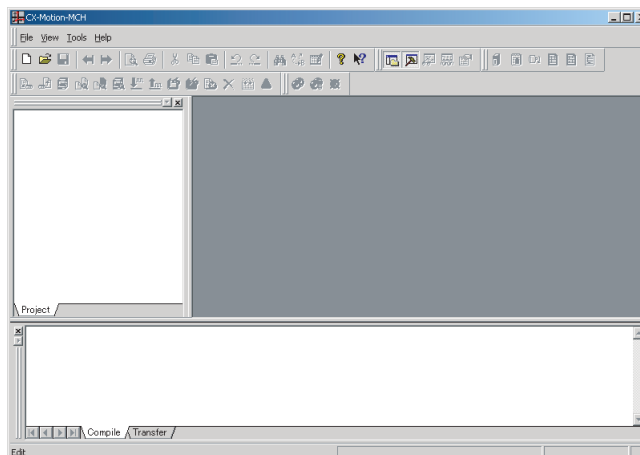 CX-Motion-MCH
File View Tools Help
Project
Compile Transfer
Edit